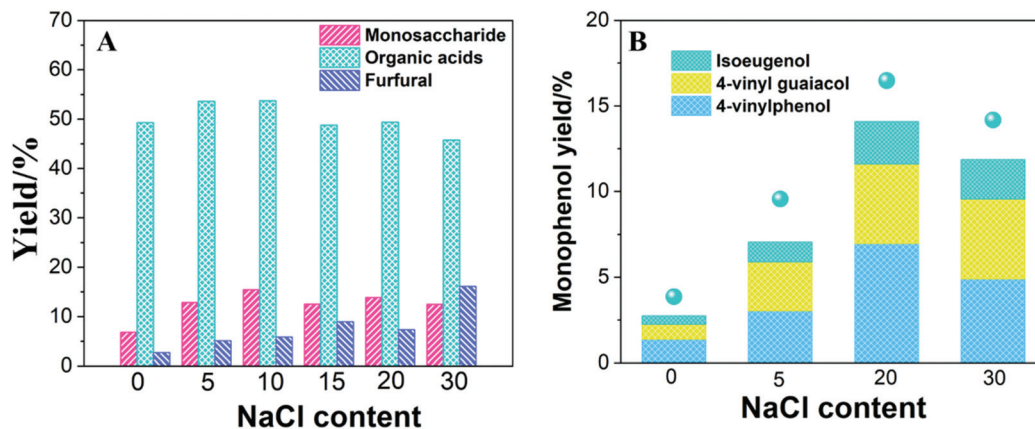 A
Monosaccharide
Organic acids
Furfural
Yield/%
70
60
50
40
30
20
10
0
0 5 10 15 20 30
NaCl content
B
Isoeugenol
4-vinyl guaiacol
4-vinylphenol
Monophenol yield/%
20
15
10
5
0
0 5 20 30
NaCl content